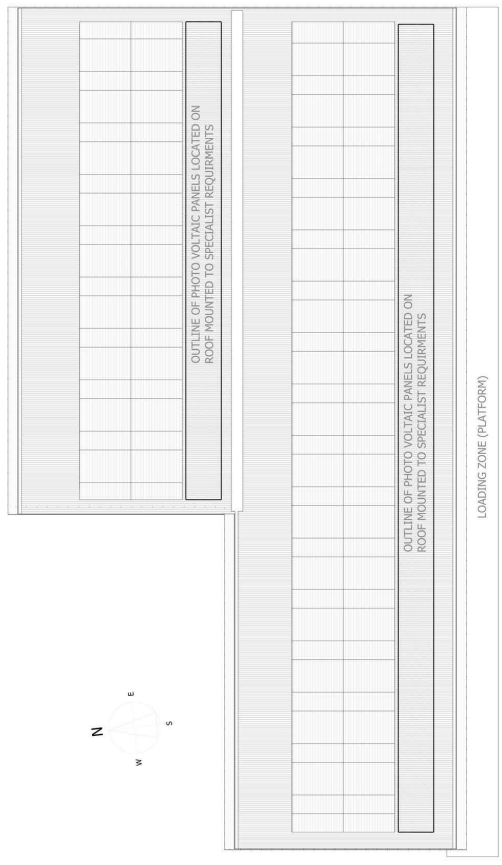 OUTLINE OF PHOTO VOLTAIC PANELS LOCATED ON
ROOF MOUNTED TO SPECIALIST REQUIRMENTS
OUTLINE OF PHOTO VOLTAIC PANELS LOCATED ON
ROOF MOUNTED TO SPECIALIST REQUIRMENTS
LOADING ZONE (PLATFORM)
N
E
S
W